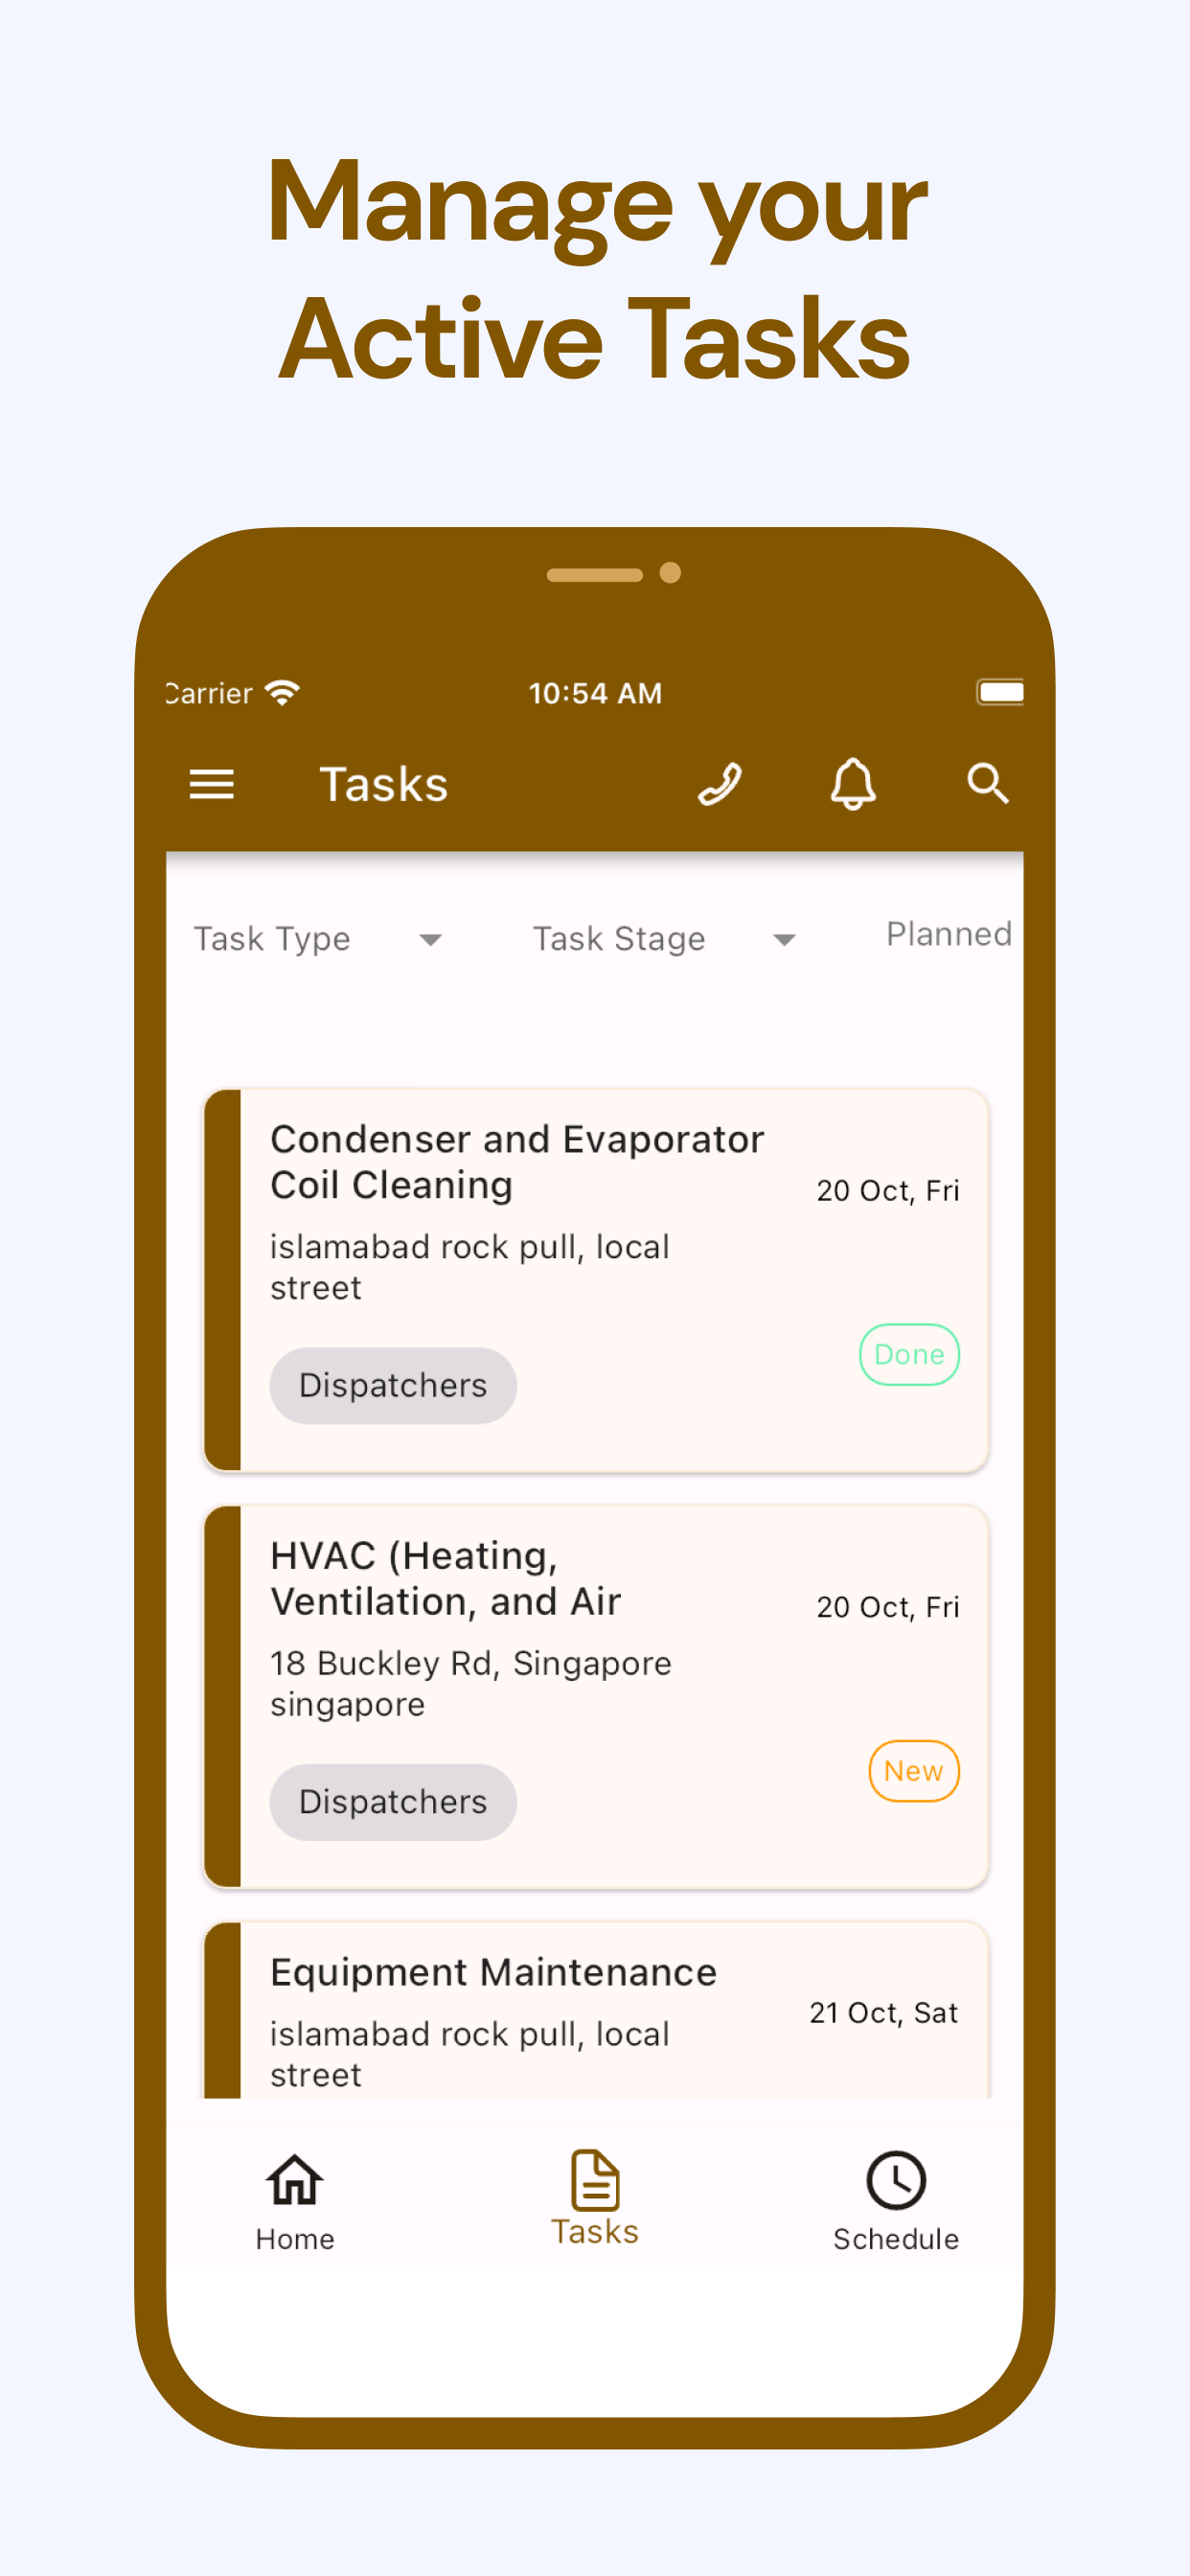 Manage your
Active Tasks
Carrier
10:54 AM
Tasks
Task Type
Task Stage
Planned
Condenser and Evaporator
Coil Cleaning
20 Oct, Fri
islamabad rock pull, local
street
Done
Dispatchers
HVAC (Heating,
Ventilation, and Air
20 Oct, Fri
18 Buckley Rd, Singapore
singapore
New
Dispatchers
Equipment Maintenance
21 Oct, Sat
islamabad rock pull, local
street
Home
Tasks
Schedule